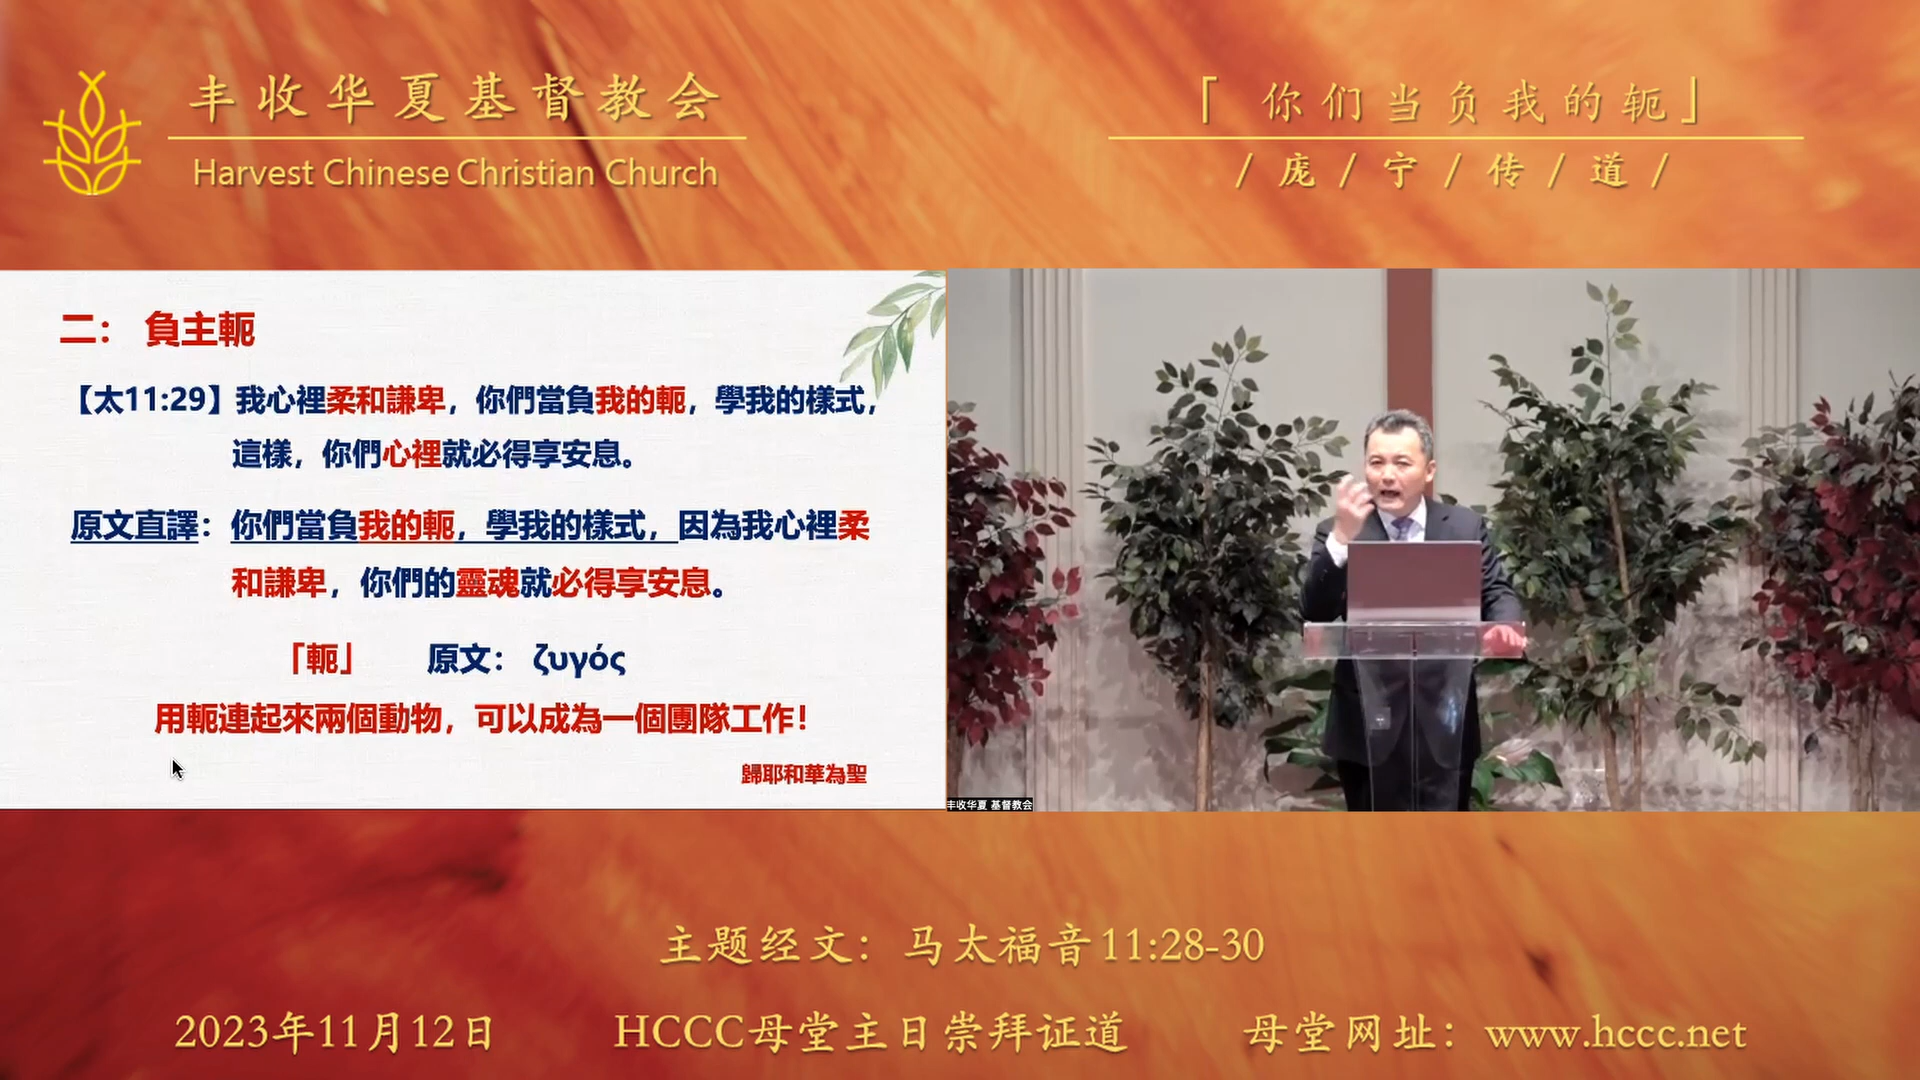 丰收华夏基督教会
Harvest Chinese Christian Church
「 你们当负我的轭」
/ 庞 / 宁 / 传 / 道 /
二： 負主軛
【太11:29】我心裡柔和謙卑，你們當負我的軛，學我的樣式，
這樣，你們心裡就必得享安息。
原文直譯：你們當負我的軛，學我的樣式，因為我心裡柔
和謙卑，你們的靈魂就必得享安息。
「軛」 原文： ζυγός
用軛連起來兩個動物，可以成為一個團隊工作！
歸耶和華為聖
丰收华夏 基督教会
主题经文：马太福音11:28-30
2023年11月12日 HCCC母堂主日崇拜证道 母堂网址：www.hccc.net